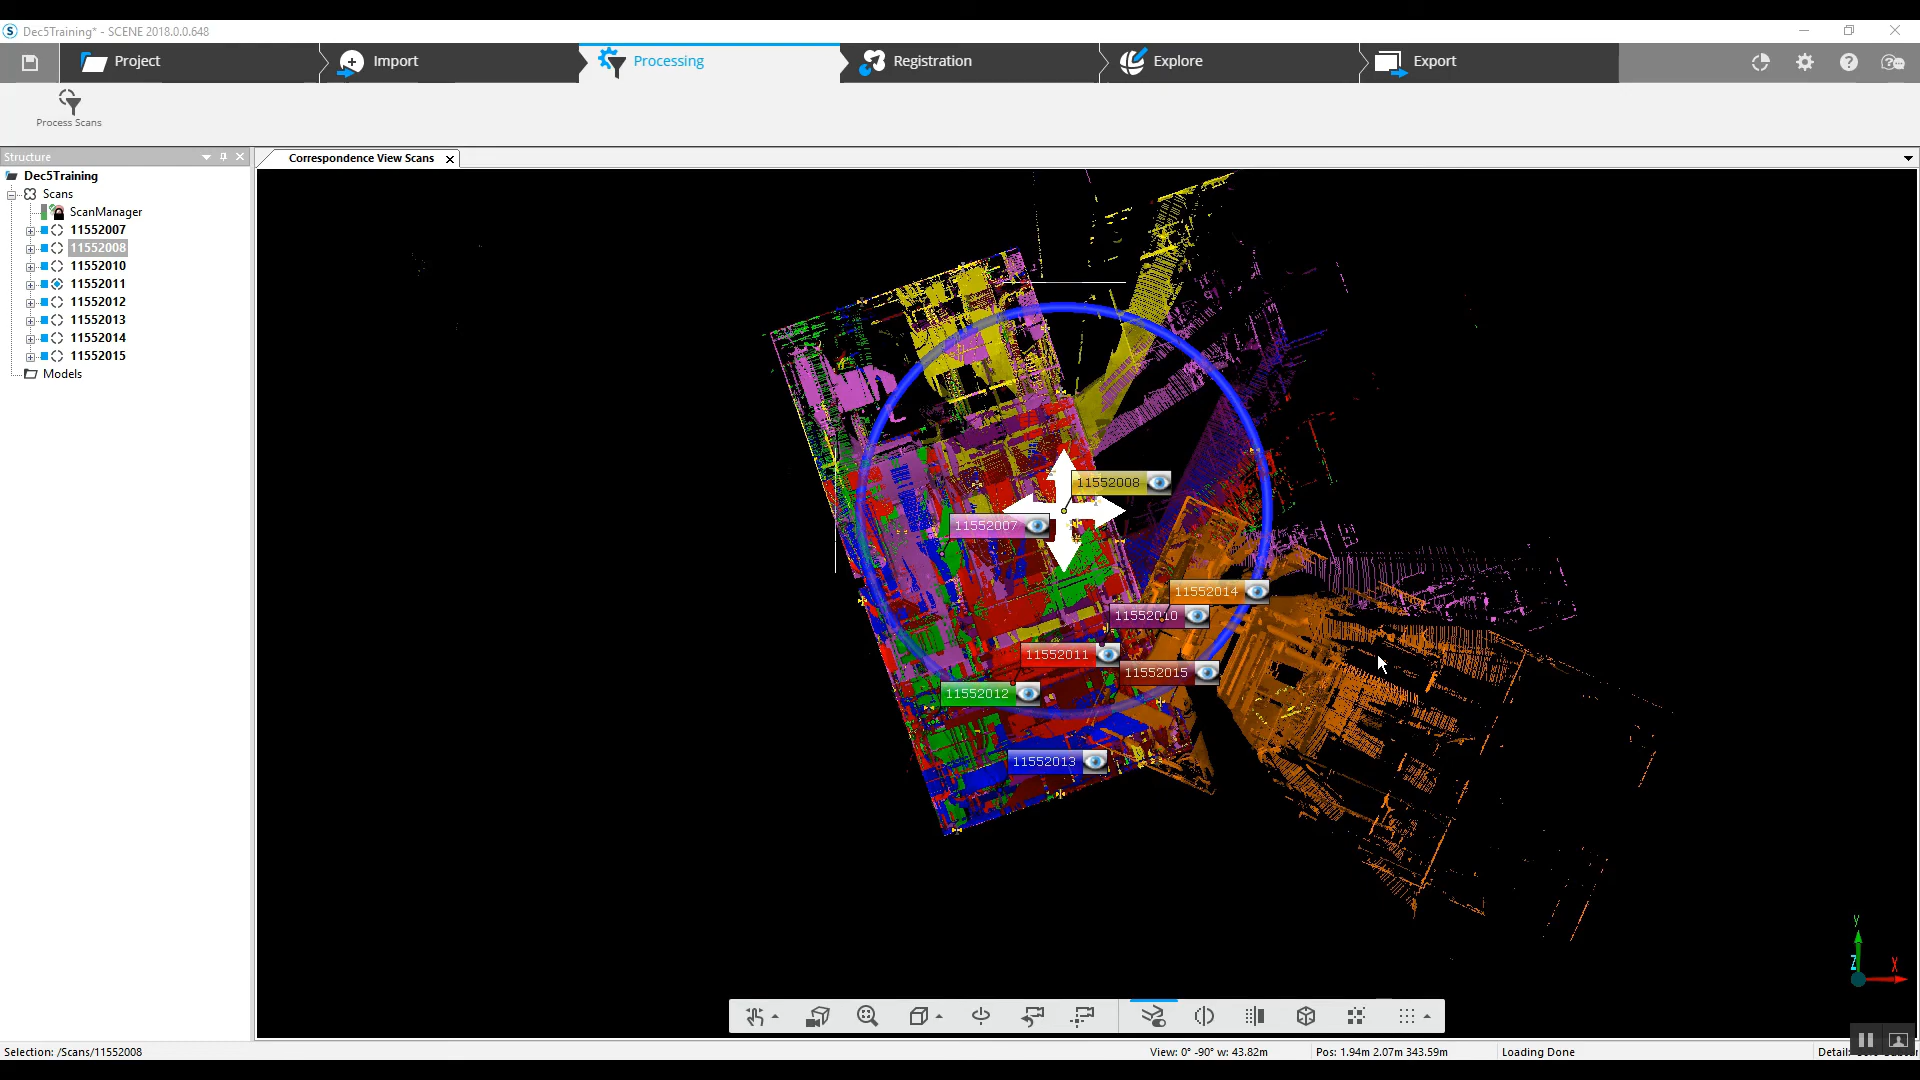 Dec5Training* - SCENE 2018.0.0.648
Project
Import
Processing
Registration
Explore
Export
Process Scans
Structure
Correspondence View Scans
Dec5Training
Scans
ScanManager
11552007
11552008
11552010
11552011
11552012
11552013
11552014
11552015
Models
11552008
11552007
11552014
11552010
11552011
11552015
11552012
11552013
Y
Z
X
Selection: /Scans/11552008
View: 0° -90° w: 43.82m
Pos: 1.94m 2.07m 343.59m
Loading Done
Detail: